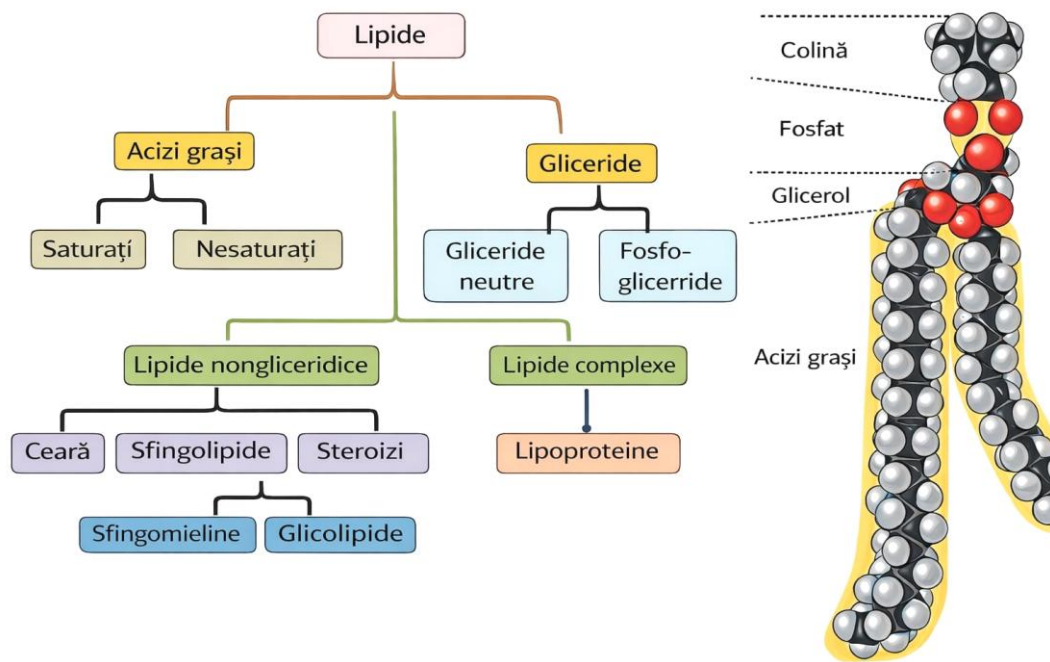 Lipide
Acizi grași
Gliceride
Saturatí
Nesaturați
Gliceride
neutre
Fosfo-
glicerride
Lipide nongliceridice
Lipide complexe
Ceară
Sfingolipide
Steroizi
Lipoproteine
Sfingomieline
Glicolipide
Colină
Fosfat
Glicerol
Acizi grași